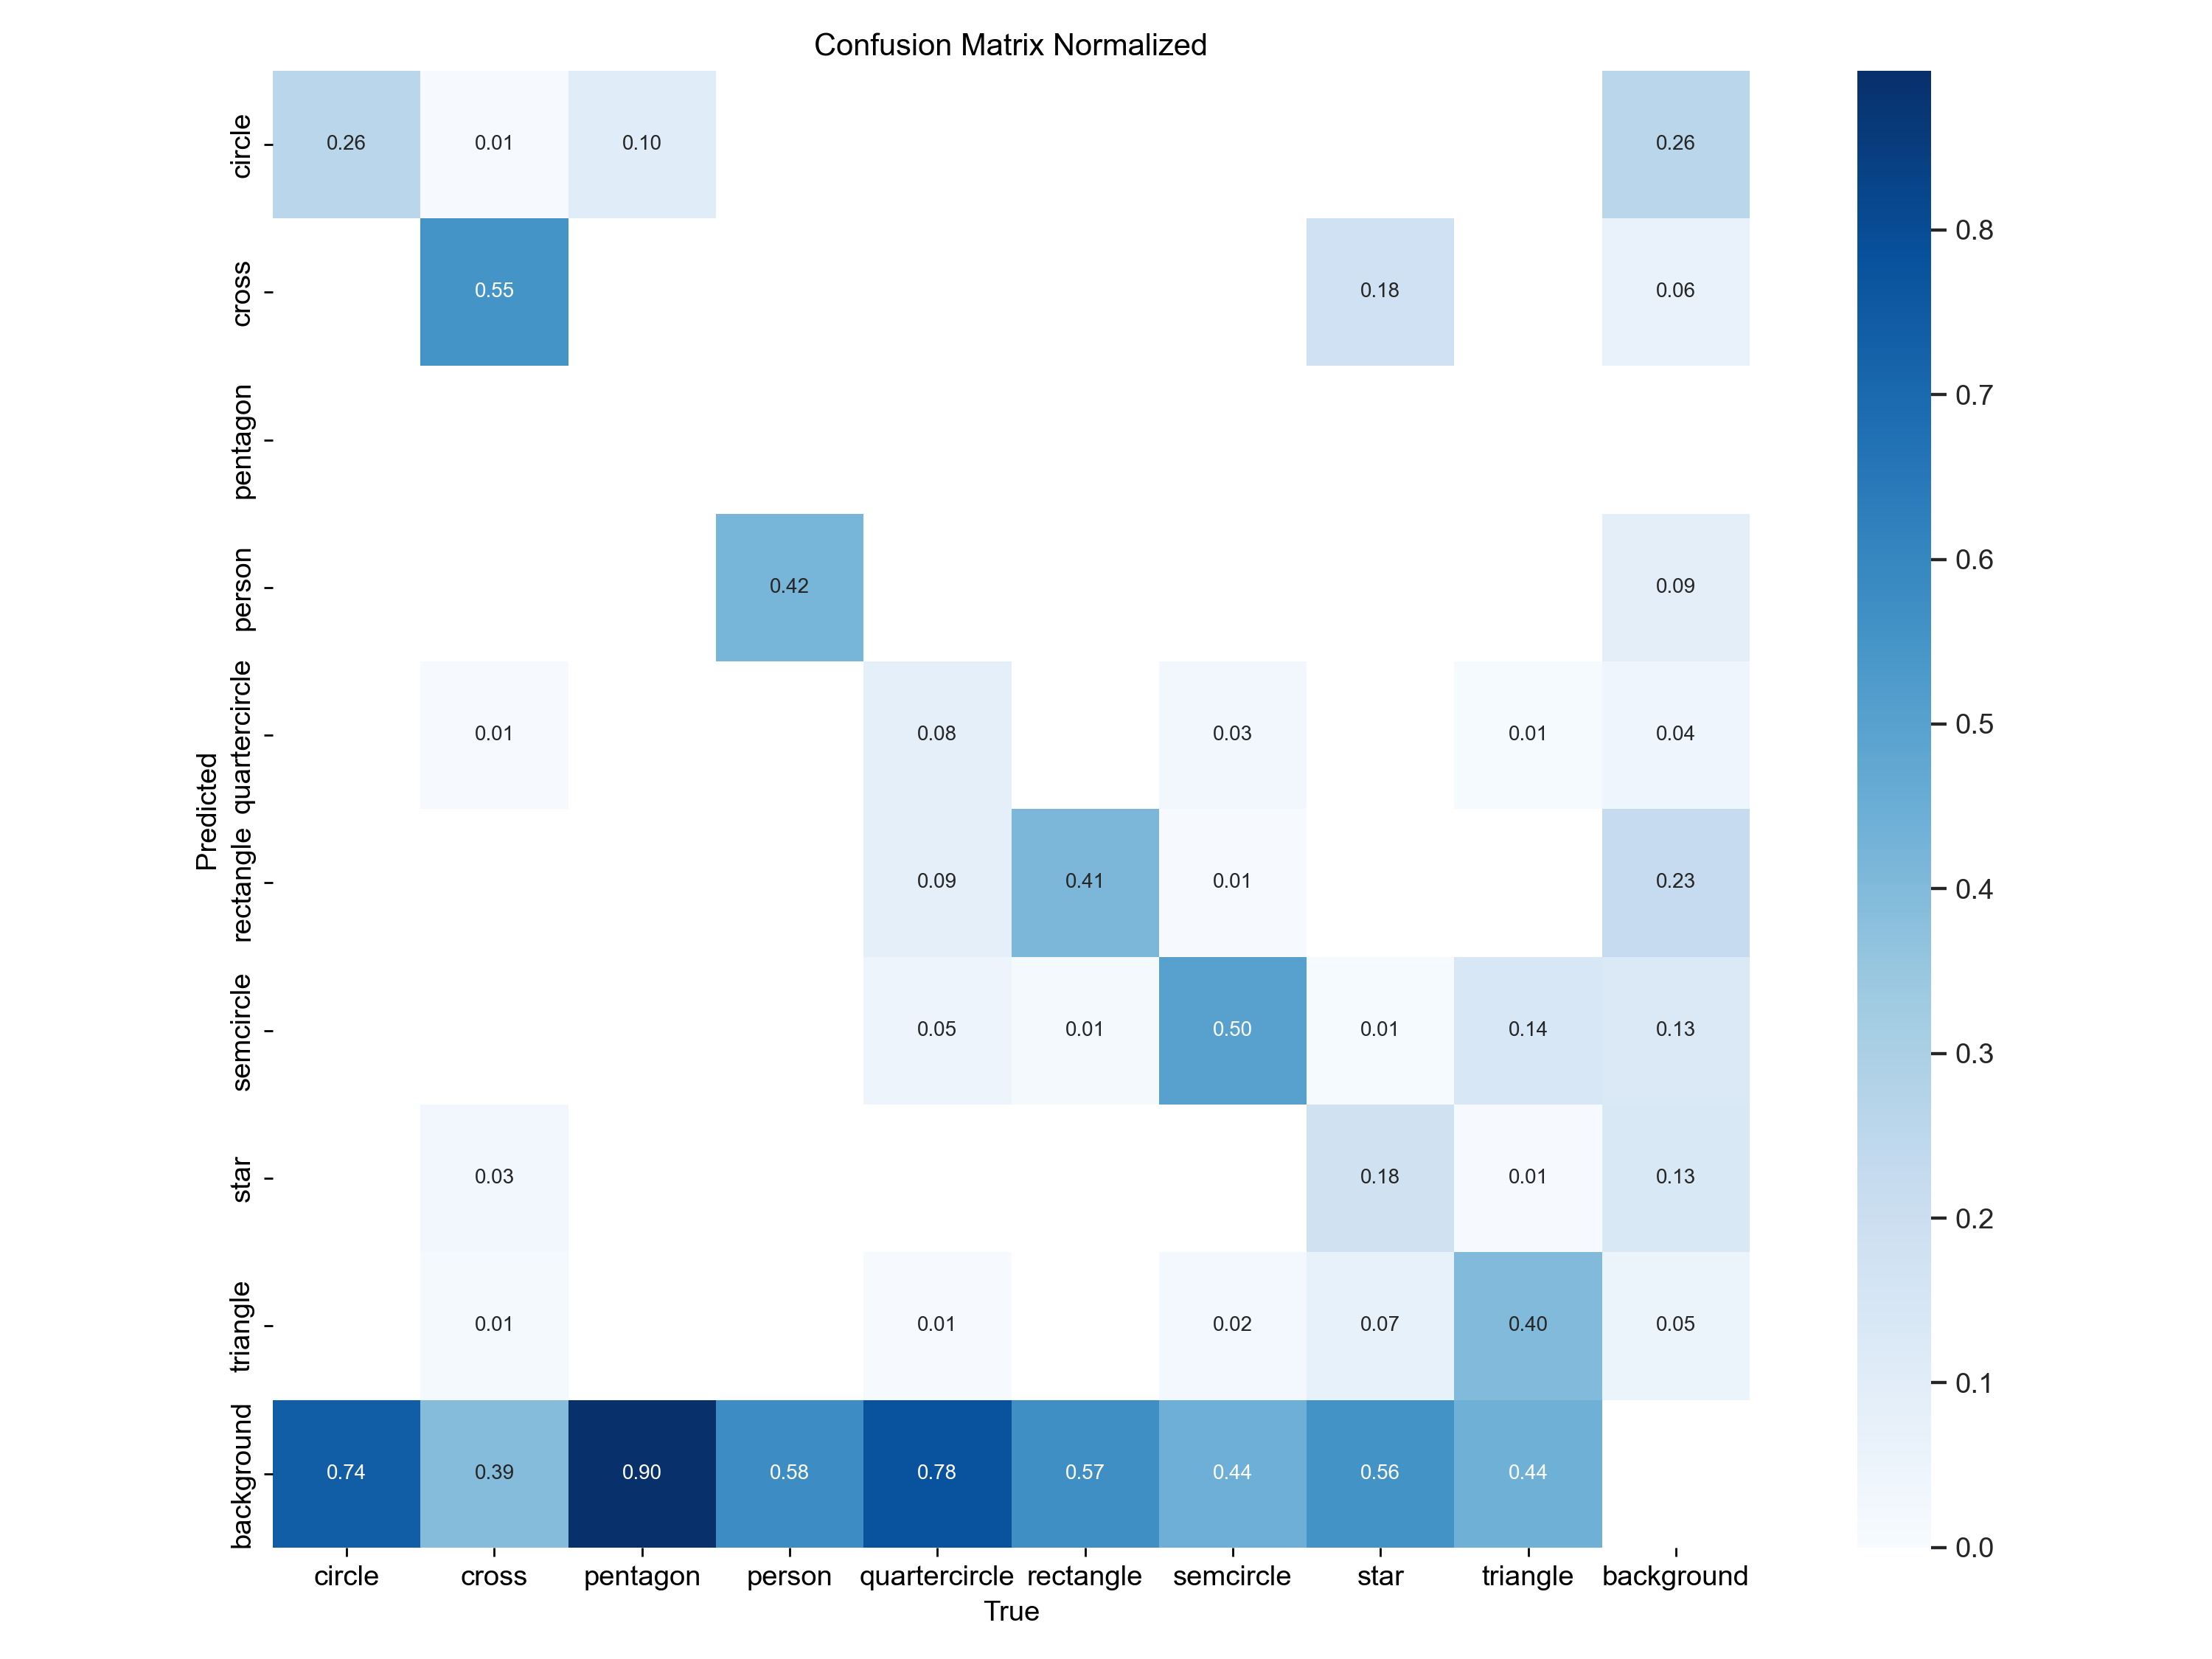 Confusion Matrix Normalized
circle 0.26 0.01 0.10 0.26
cross 0.55 0.18 0.06
pentagon
person 0.42 0.09
quartercircle 0.01 0.08 0.03 0.01 0.04
rectangle 0.09 0.41 0.01 0.23
semcircle 0.05 0.01 0.50 0.01 0.14 0.13
star 0.03 0.18 0.01 0.13
triangle 0.01 0.01 0.02 0.07 0.40 0.05
background 0.74 0.39 0.90 0.58 0.78 0.57 0.44 0.56 0.44
circle cross pentagon person quartercircle rectangle semcircle star triangle background
True
Predicted
0.8
0.7
0.6
0.5
0.4
0.3
0.2
0.1
0.0